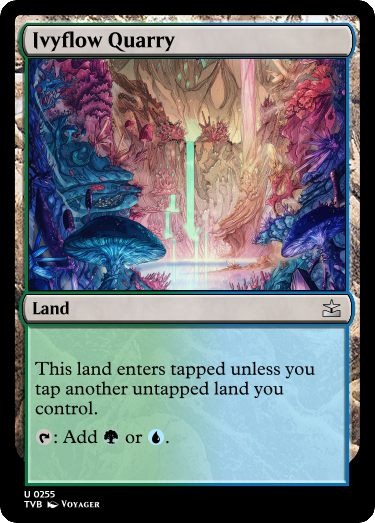 Ivyflow Quarry
Land
This land enters tapped unless you
tap another untapped land you
control.
: Add or .
U 0255
TVB Voyager